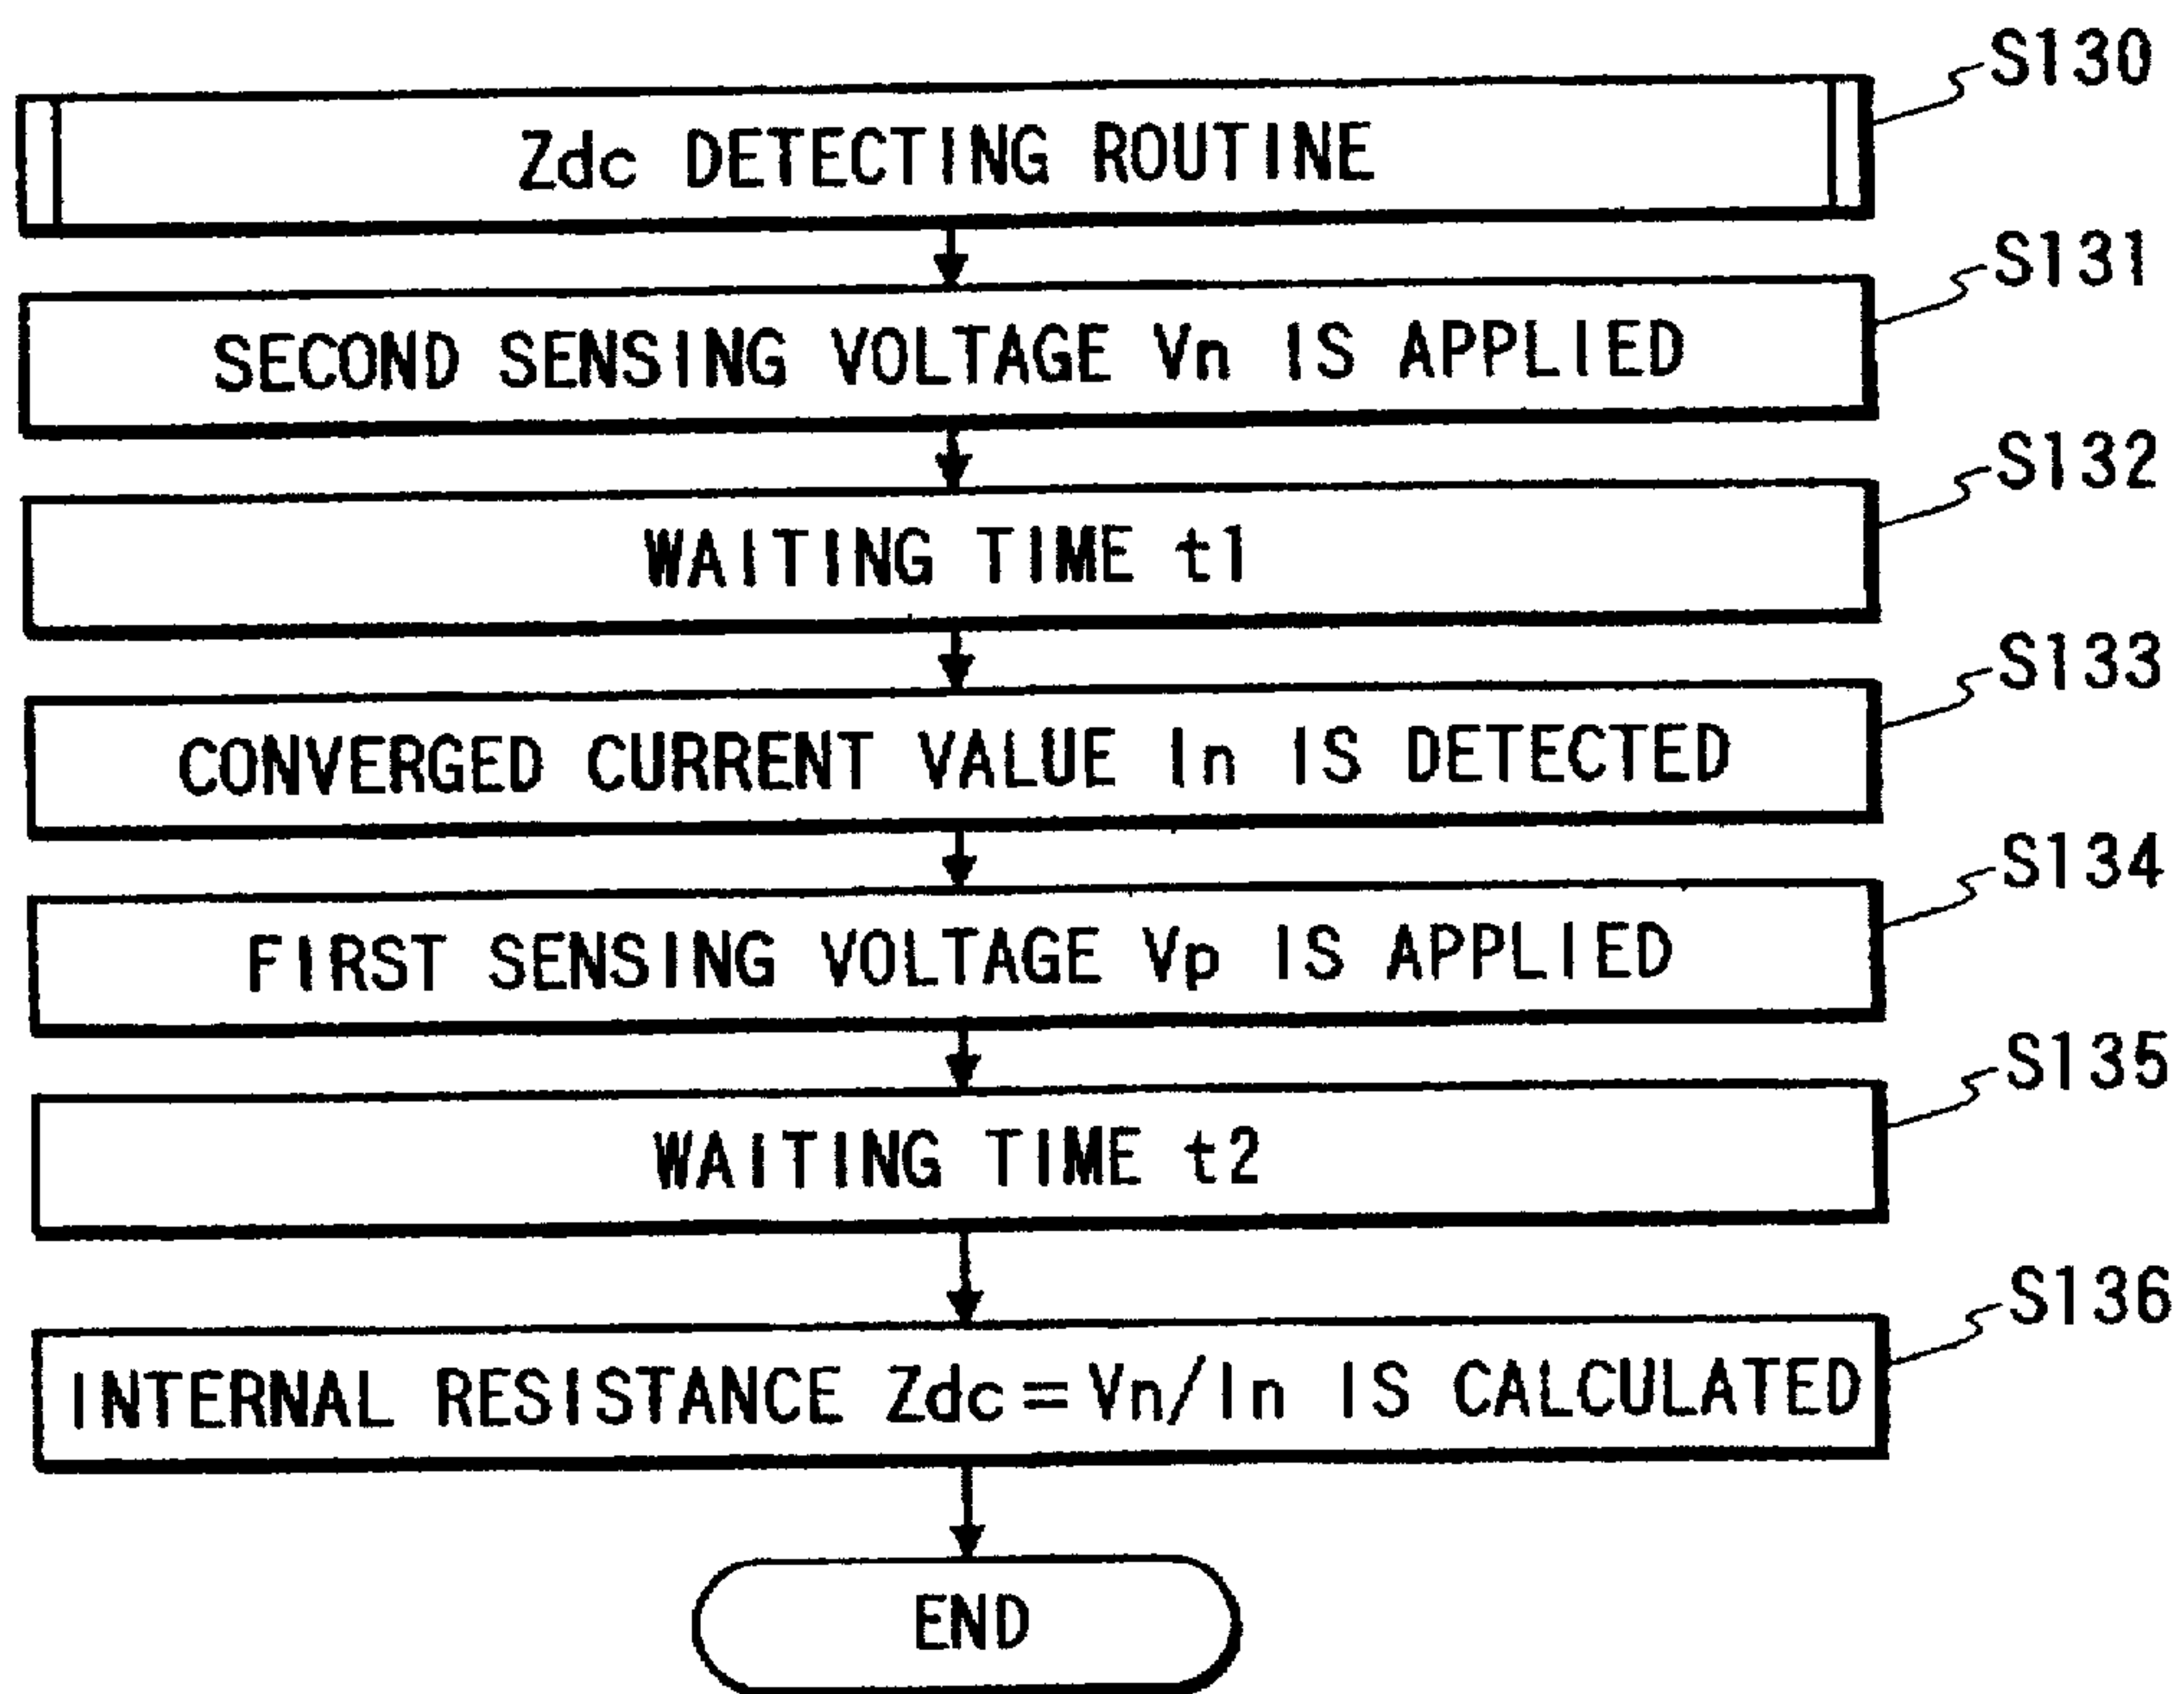 S130
Zdc DETECTING ROUTINE
S131
SECOND SENSING VOLTAGE Vn IS APPLIED
S132
WAITING TIME t1
S133
CONVERGED CURRENT VALUE In IS DETECTED
S134
FIRST SENSING VOLTAGE Vp IS APPLIED
S135
WAITING TIME t2
S136
INTERNAL RESISTANCE Zdc=Vn/In IS CALCULATED
END